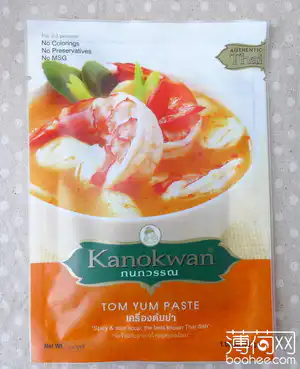 For 2-3 persons
No Colorings
No Preservatives
No MSG
AUTHENTIC
Thai
Kanokwan
กนกวรรณ
TOM YUM PASTE
เครื่องต้มยำ
"Spicy & sour soup, the best known Thai dish"
Net Wt.
薄荷网
boohee.com